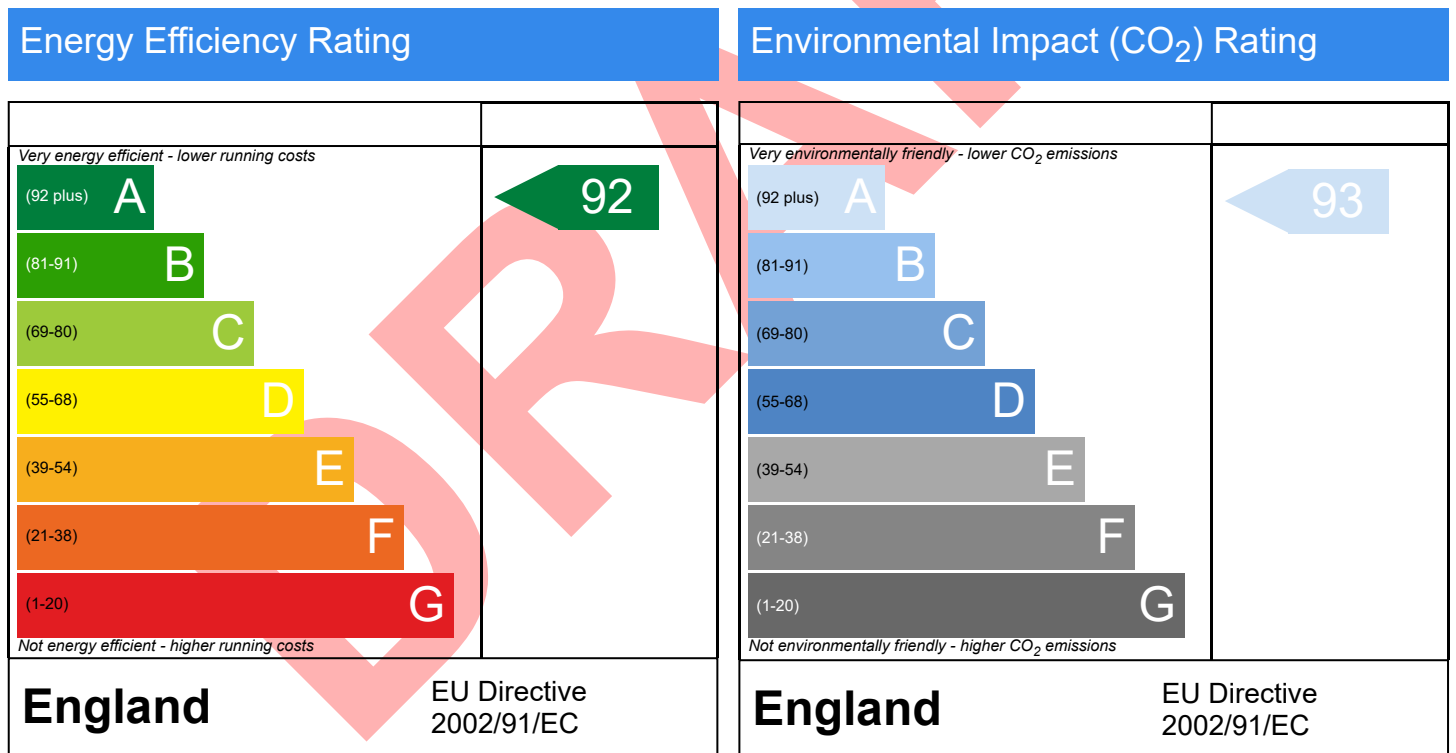 Energy Efficiency Rating
Very energy efficient - lower running costs
(92 plus) A
92
(81-91) B
(69-80) C
(55-68) D
(39-54) E
(21-38) F
(1-20) G
Not energy efficient - higher running costs
England
EU Directive
2002/91/EC
Environmental Impact (CO₂) Rating
Very environmentally friendly - lower CO₂ emissions
(92 plus) A
93
(81-91) B
(69-80) C
(55-68) D
(39-54) E
(21-38) F
(1-20) G
Not environmentally friendly - higher CO₂ emissions
England
EU Directive
2002/91/EC